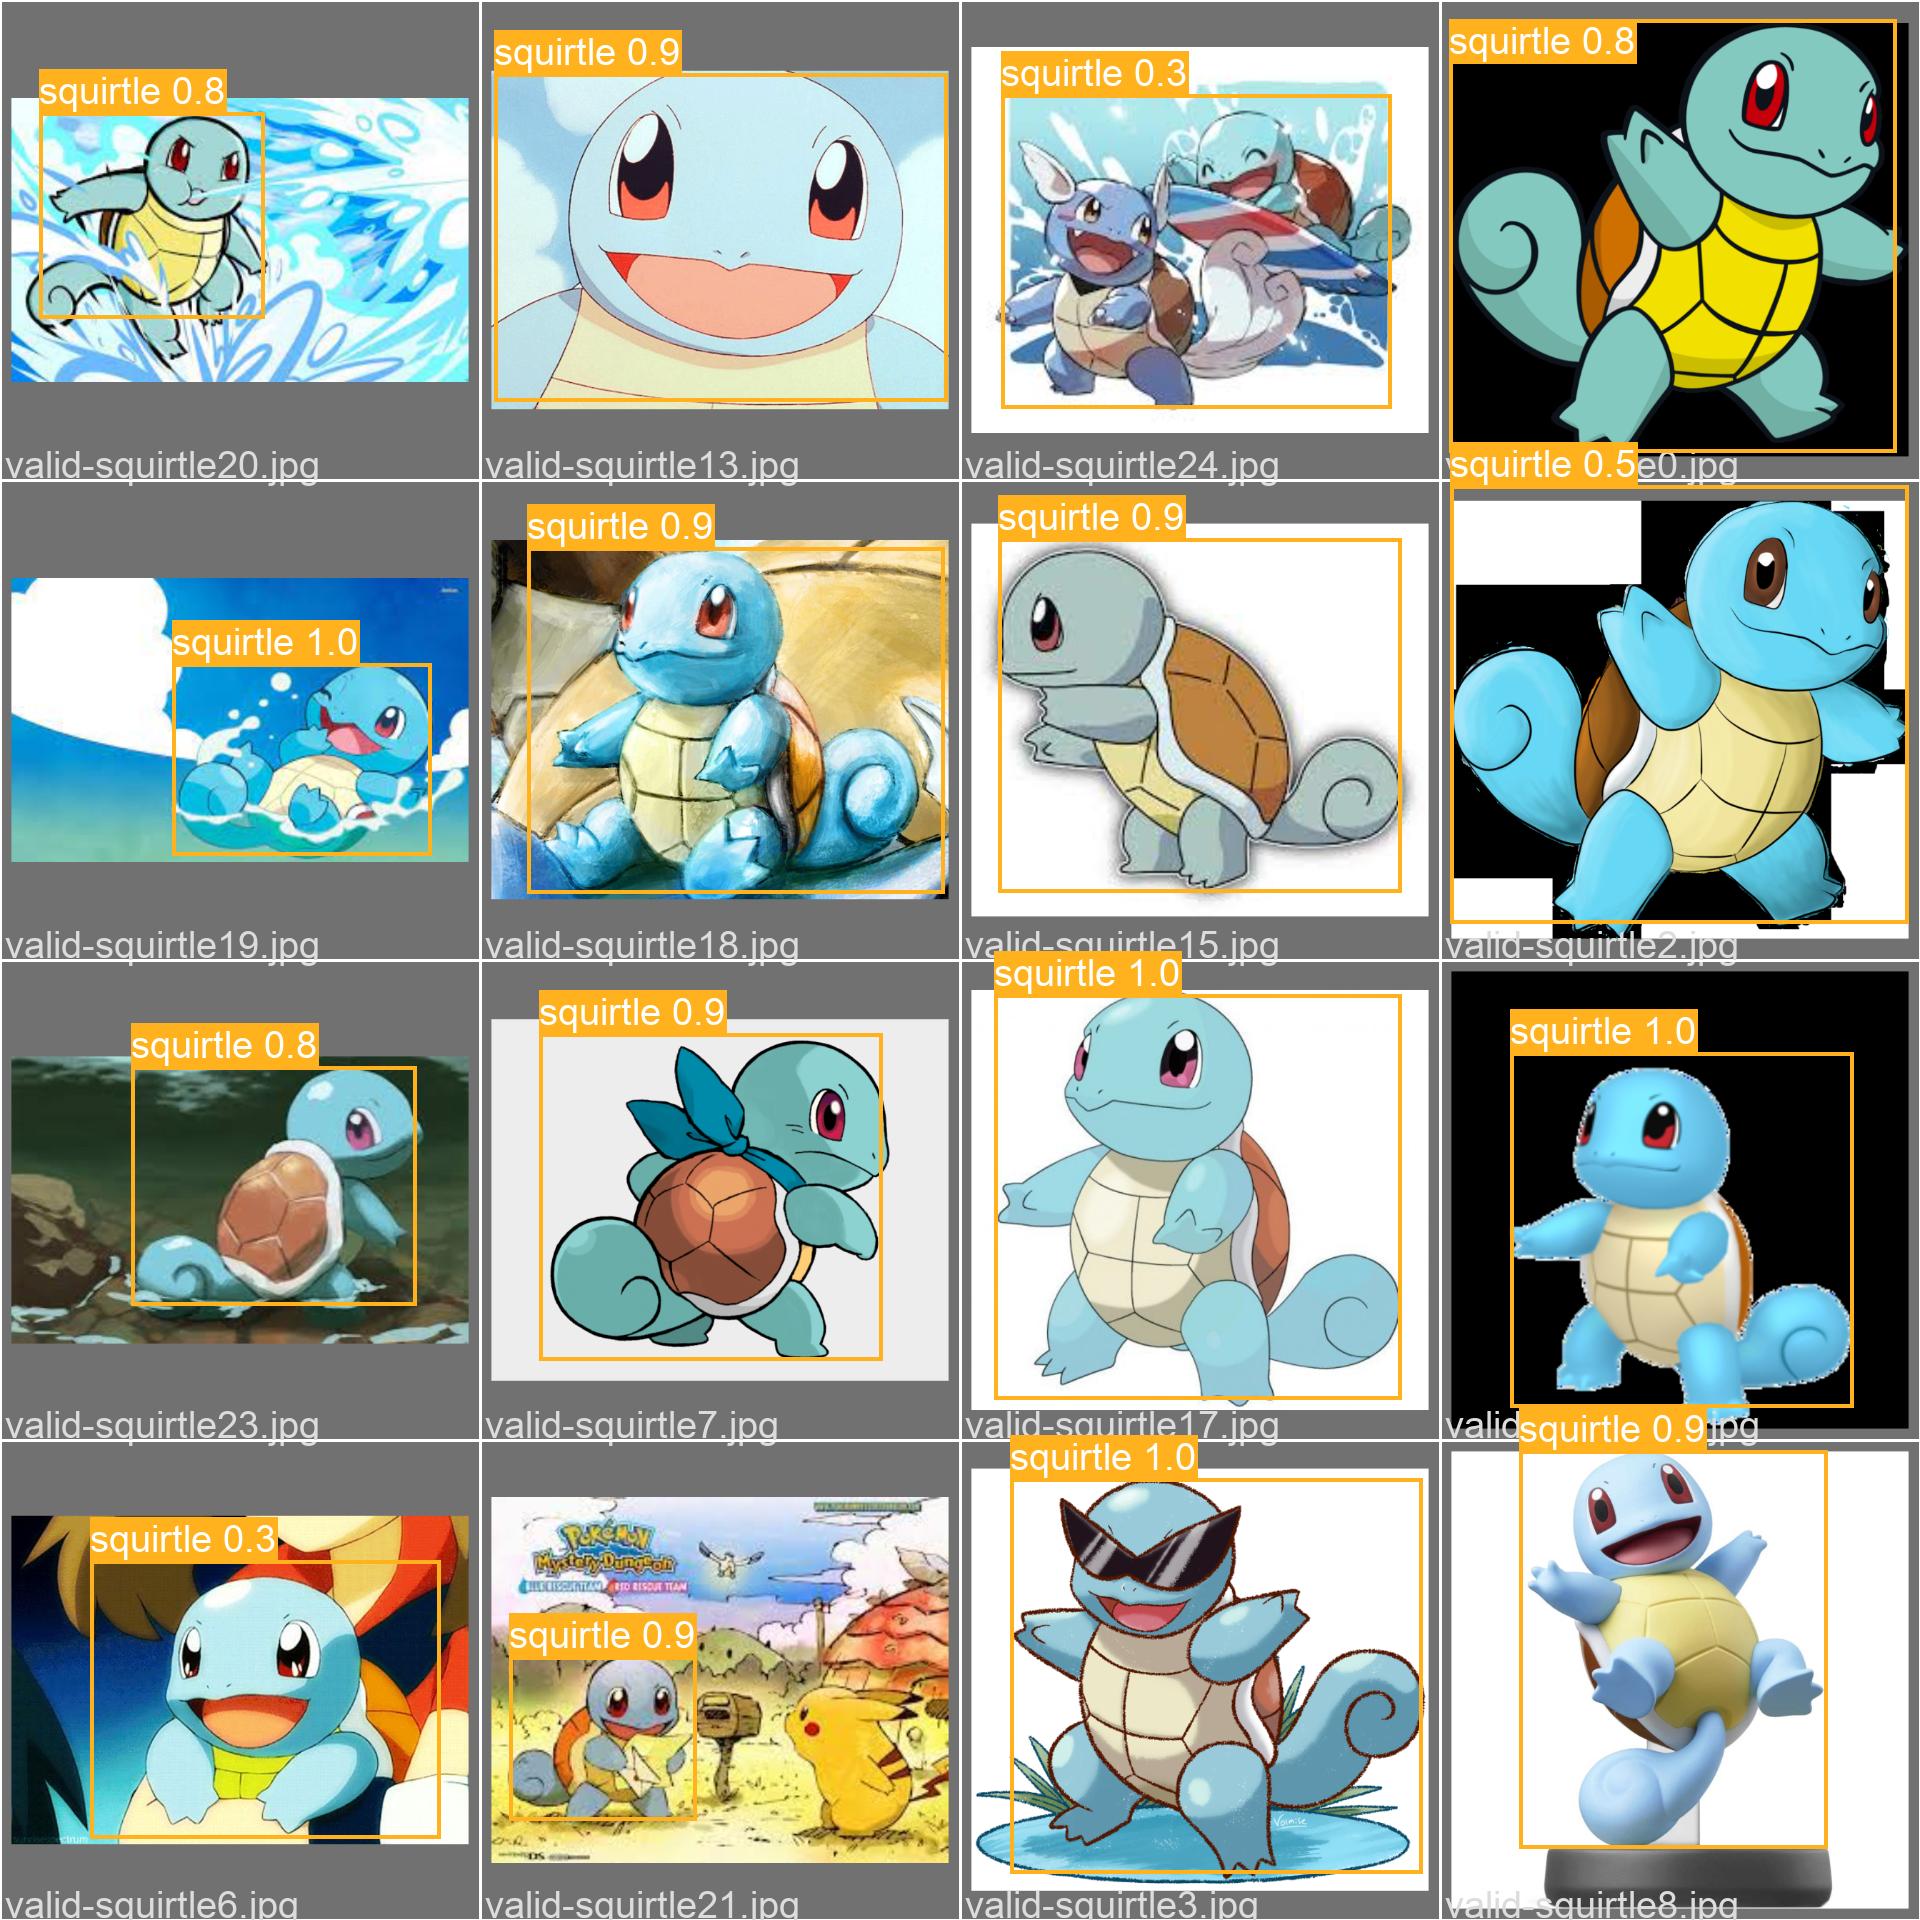 squirtle 0.8
valid-squirtle20.jpg
squirtle 0.9
valid-squirtle13.jpg
squirtle 0.3
valid-squirtle24.jpg
squirtle 0.8
e0.jpg
squirtle 1.0
valid-squirtle19.jpg
squirtle 0.9
valid-squirtle18.jpg
squirtle 0.9
valid-squirtle15.jpg
squirtle 0.5
valid-squirtle2.jpg
squirtle 0.8
valid-squirtle23.jpg
squirtle 0.9
valid-squirtle7.jpg
squirtle 1.0
valid-squirtle17.jpg
squirtle 1.0
valid
jpg
squirtle 0.3
valid-squirtle6.jpg
POKéMON
Mystery Dungeon
BLUE RESCUE TEAM
RED RESCUE TEAM
squirtle 0.9
DS
valid-squirtle21.jpg
squirtle 1.0
valid-squirtle3.jpg
squirtle 0.9
valid-squirtle8.jpg